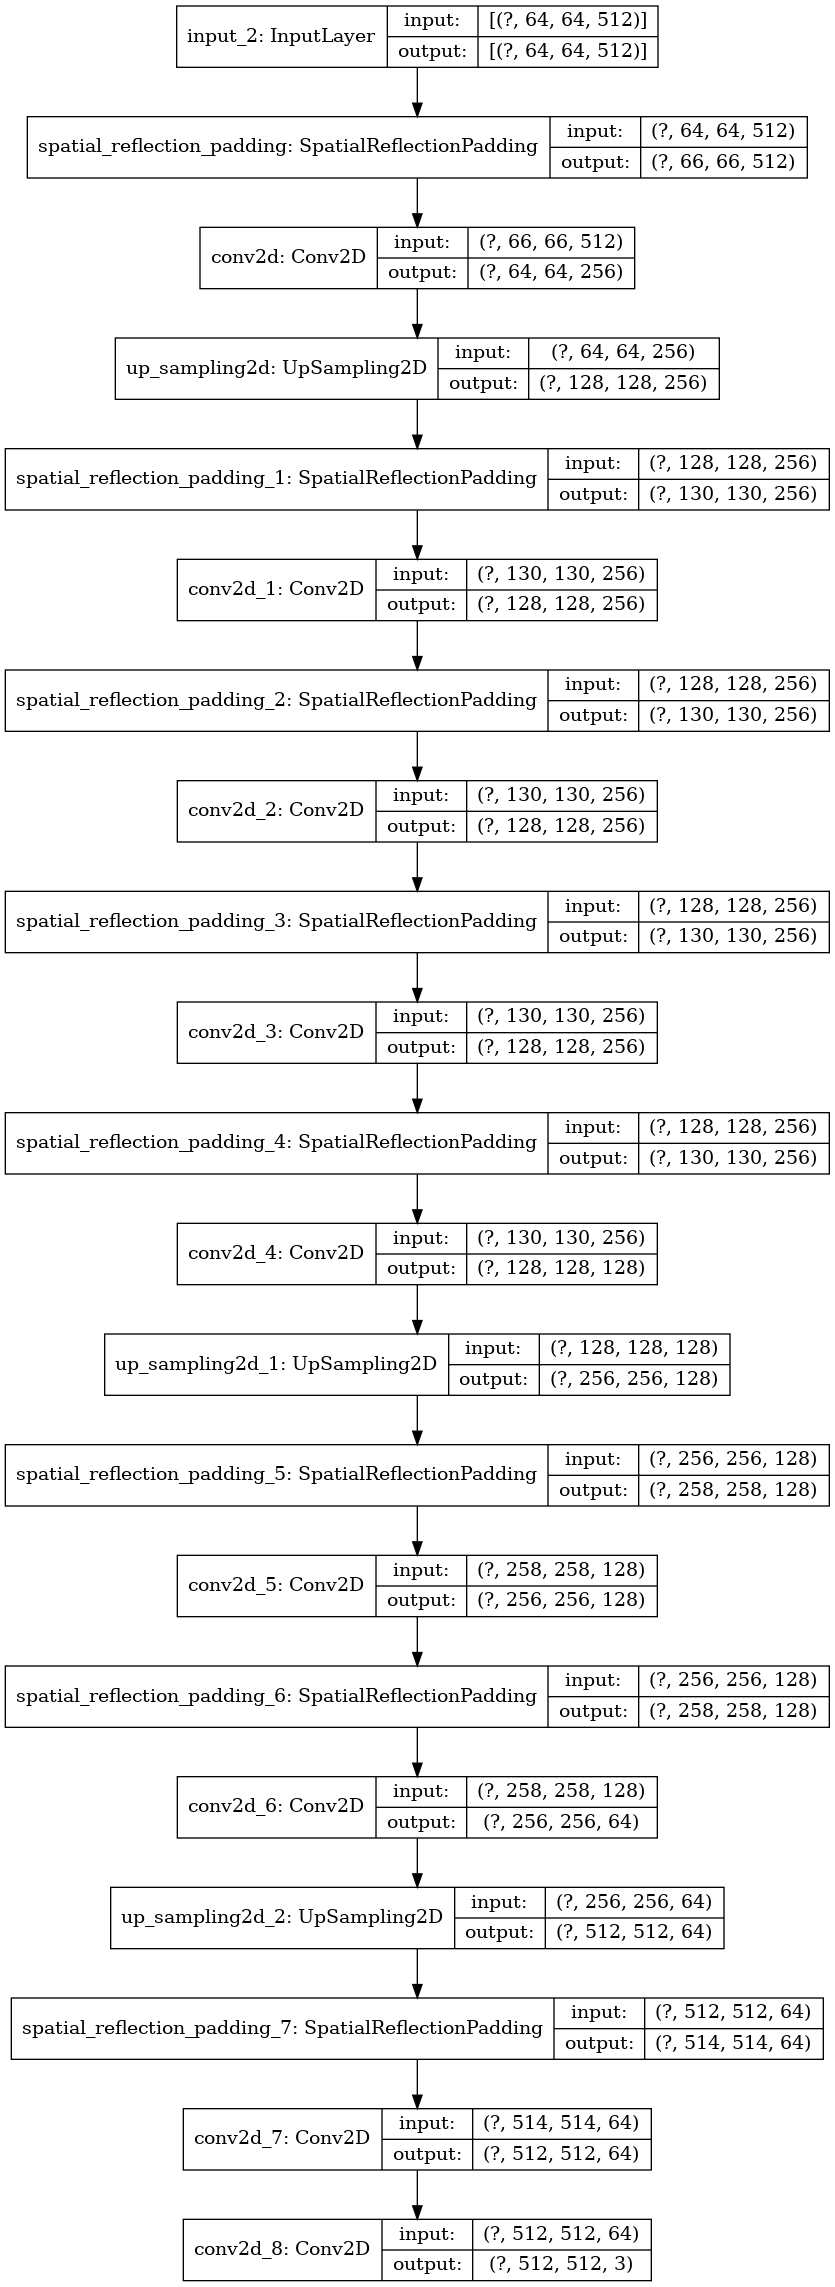 input_2: InputLayer
input: [(?, 64, 64, 512)]
output: [(?, 64, 64, 512)]
spatial_reflection_padding: SpatialReflectionPadding
input: (?, 64, 64, 512)
output: (?, 66, 66, 512)
conv2d: Conv2D
input: (?, 66, 66, 512)
output: (?, 64, 64, 256)
up_sampling2d: UpSampling2D
input: (?, 64, 64, 256)
output: (?, 128, 128, 256)
spatial_reflection_padding_1: SpatialReflectionPadding
input: (?, 128, 128, 256)
output: (?, 130, 130, 256)
conv2d_1: Conv2D
input: (?, 130, 130, 256)
output: (?, 128, 128, 256)
spatial_reflection_padding_2: SpatialReflectionPadding
input: (?, 128, 128, 256)
output: (?, 130, 130, 256)
conv2d_2: Conv2D
input: (?, 130, 130, 256)
output: (?, 128, 128, 256)
spatial_reflection_padding_3: SpatialReflectionPadding
input: (?, 128, 128, 256)
output: (?, 130, 130, 256)
conv2d_3: Conv2D
input: (?, 130, 130, 256)
output: (?, 128, 128, 256)
spatial_reflection_padding_4: SpatialReflectionPadding
input: (?, 128, 128, 256)
output: (?, 130, 130, 256)
conv2d_4: Conv2D
input: (?, 130, 130, 256)
output: (?, 128, 128, 128)
up_sampling2d_1: UpSampling2D
input: (?, 128, 128, 128)
output: (?, 256, 256, 128)
spatial_reflection_padding_5: SpatialReflectionPadding
input: (?, 256, 256, 128)
output: (?, 258, 258, 128)
conv2d_5: Conv2D
input: (?, 258, 258, 128)
output: (?, 256, 256, 128)
spatial_reflection_padding_6: SpatialReflectionPadding
input: (?, 256, 256, 128)
output: (?, 258, 258, 128)
conv2d_6: Conv2D
input: (?, 258, 258, 128)
output: (?, 256, 256, 64)
up_sampling2d_2: UpSampling2D
input: (?, 256, 256, 64)
output: (?, 512, 512, 64)
spatial_reflection_padding_7: SpatialReflectionPadding
input: (?, 512, 512, 64)
output: (?, 514, 514, 64)
conv2d_7: Conv2D
input: (?, 514, 514, 64)
output: (?, 512, 512, 64)
conv2d_8: Conv2D
input: (?, 512, 512, 64)
output: (?, 512, 512, 3)